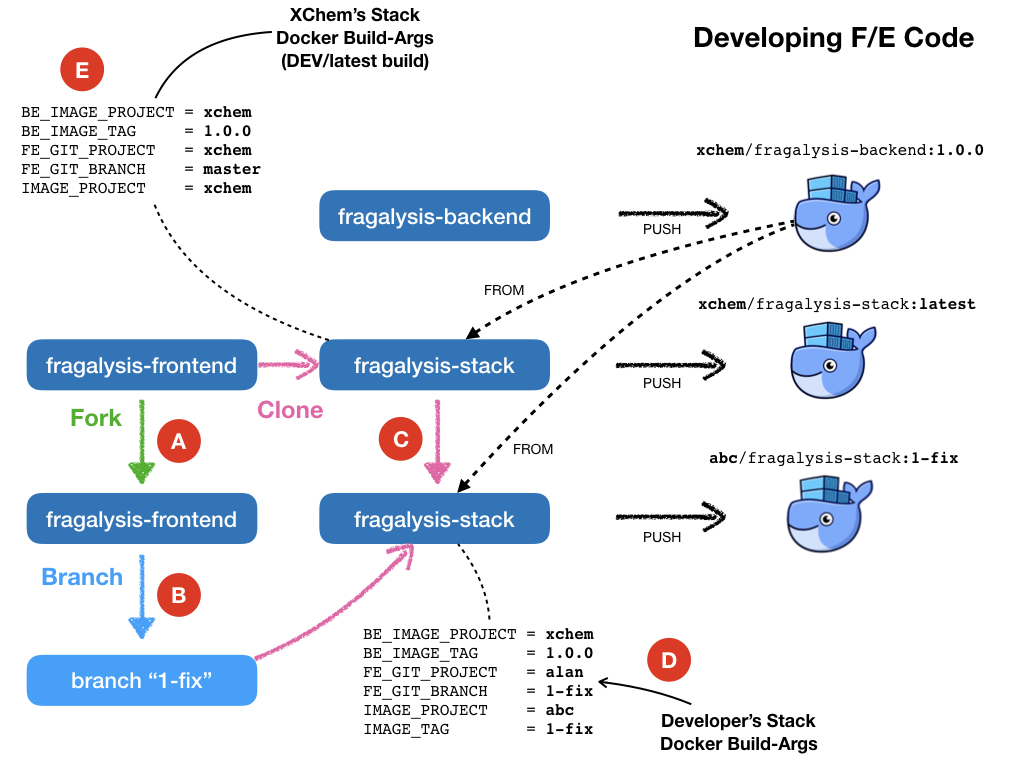 XChem's Stack
Docker Build-Args
(DEV/latest build)
Developing F/E Code
E
BE_IMAGE_PROJECT = xchem
BE_IMAGE_TAG     = 1.0.0
FE_GIT_PROJECT   = xchem
FE_GIT_BRANCH    = master
IMAGE_PROJECT    = xchem
xchem/fragalysis-backend:1.0.0
fragalysis-backend
PUSH
FROM
xchem/fragalysis-stack:latest
fragalysis-frontend
Clone
fragalysis-stack
PUSH
Fork
A
C
FROM
abc/fragalysis-stack:1-fix
fragalysis-frontend
fragalysis-stack
PUSH
Branch
B
branch “1-fix”
BE_IMAGE_PROJECT = xchem
BE_IMAGE_TAG     = 1.0.0
FE_GIT_PROJECT   = alan
FE_GIT_BRANCH    = 1-fix
IMAGE_PROJECT    = abc
IMAGE_TAG        = 1-fix
D
Developer's Stack
Docker Build-Args